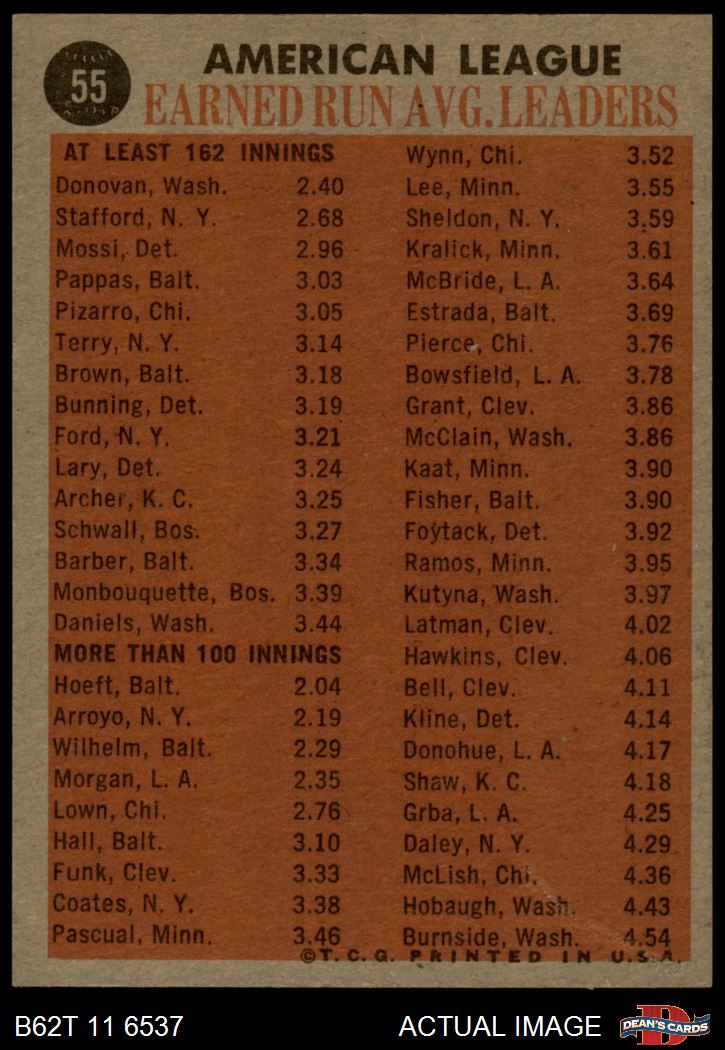 55
AMERICAN LEAGUE
EARNED RUN AVG. LEADERS
AT LEAST 162 INNINGS
Donovan, Wash. 2.40
Stafford, N. Y. 2.68
Mossi, Det. 2.96
Pappas, Balt. 3.03
Pizarro, Chi. 3.05
Terry, N. Y. 3.14
Brown, Balt. 3.18
Bunning, Det. 3.19
Ford, N. Y. 3.21
Lary, Det. 3.24
Archer, K. C. 3.25
Schwall, Bos. 3.27
Barber, Balt. 3.34
Monbouquette, Bos. 3.39
Daniels, Wash. 3.44
MORE THAN 100 INNINGS
Hoeft, Balt. 2.04
Arroyo, N. Y. 2.19
Wilhelm, Balt. 2.29
Morgan, L. A. 2.35
Lown, Chi. 2.76
Hall, Balt. 3.10
Funk, Clev. 3.33
Coates, N. Y. 3.38
Pascual, Minn. 3.46
Wynn, Chi. 3.52
Lee, Minn. 3.55
Sheldon, N. Y. 3.59
Kralick, Minn. 3.61
McBride, L. A. 3.64
Estrada, Balt. 3.69
Pierce, Chi. 3.76
Bowsfield, L. A. 3.78
Grant, Clev. 3.86
McClain, Wash. 3.86
Kaat, Minn. 3.90
Fisher, Balt. 3.90
Foytack, Det. 3.92
Ramos, Minn. 3.95
Kutyna, Wash. 3.97
Latman, Clev. 4.02
Hawkins, Clev. 4.06
Bell, Clev. 4.11
Kline, Det. 4.14
Donohue, L. A. 4.17
Shaw, K. C. 4.18
Grba, L. A. 4.25
Daley, N. Y. 4.29
McLish, Chi. 4.36
Hobaugh, Wash. 4.43
Burnside, Wash. 4.54
©T. C. G. PRINTED IN U.S.A.
B62T 11 6537
ACTUAL IMAGE
D
DEAN'S CARDS